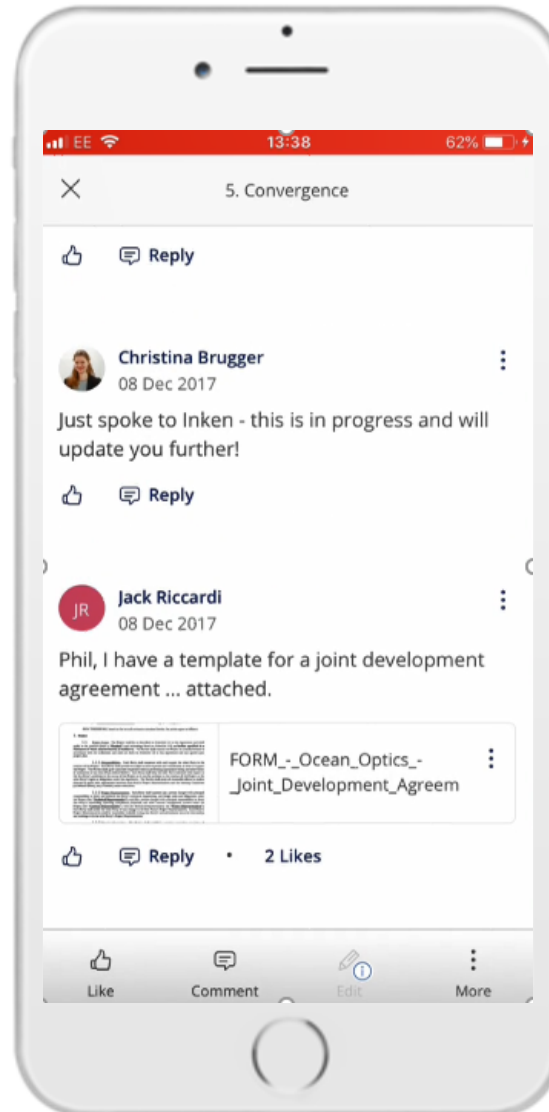 EE 13:38 62%
5. Convergence
Reply
Christina Brugger
08 Dec 2017
Just spoke to Inken - this is in progress and will
update you further!
Reply
JR
Jack Riccardi
08 Dec 2017
Phil, I have a template for a joint development
agreement ... attached.
FORM_-_Ocean_Optics_-
_Joint_Development_Agreem
Reply • 2 Likes
Like Comment Edit More